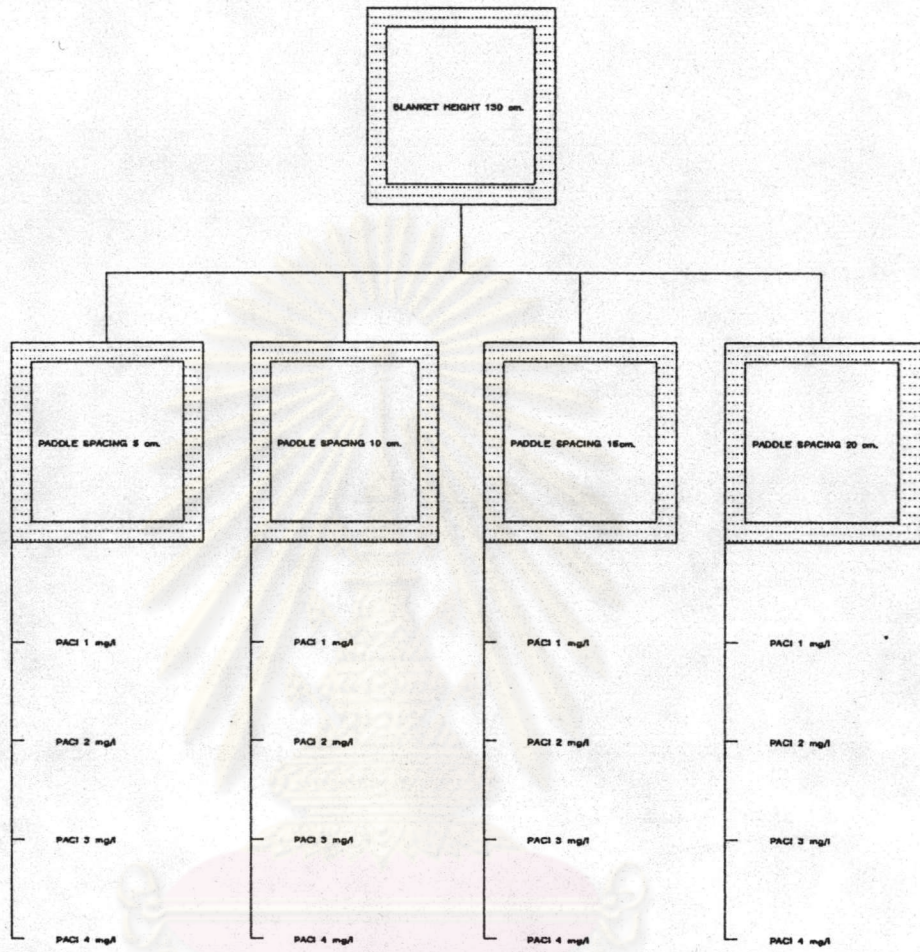 BLANKET HEIGHT 130 cm.
PADDLE SPACING 5 cm.
PADDLE SPACING 10 cm.
PADDLE SPACING 15cm.
PADDLE SPACING 20 cm.
PACl 1 mg/l
PACl 1 mg/l
PACl 1 mg/l
PACl 1 mg/l
PACl 2 mg/l
PACl 2 mg/l
PACl 2 mg/l
PACl 2 mg/l
PACl 3 mg/l
PACl 3 mg/l
PACl 3 mg/l
PACl 3 mg/l
PACl 4 mg/l
PACl 4 mg/l
PACl 4 mg/l
PACl 4 mg/l